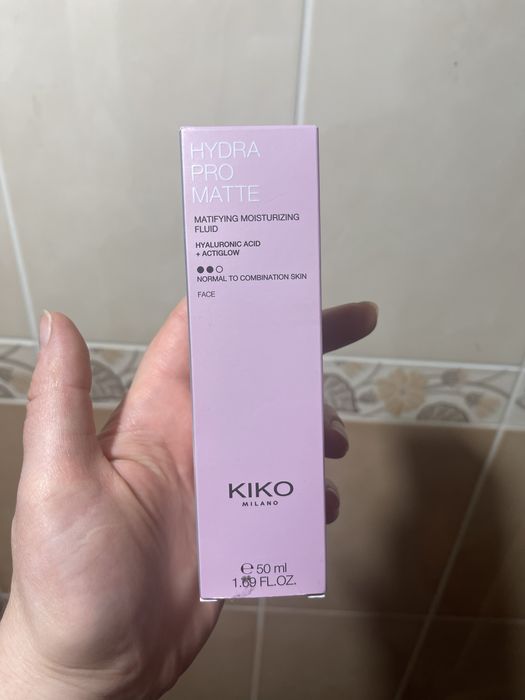 HYDRA
PRO
MATTE
MATIFYING MOISTURIZING
FLUID
HYALURONIC ACID
+ ACTIGLOW
NORMAL TO COMBINATION SKIN
FACE
KIKO
MILANO
℮ 50 ml
1.69 FL.OZ.